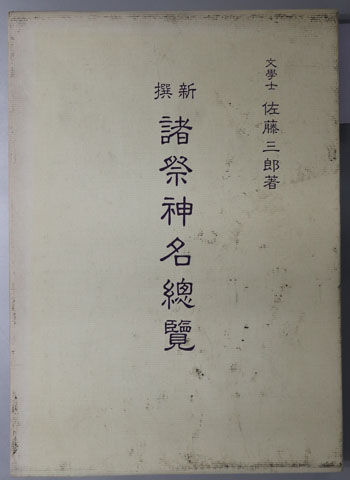 文學士 佐藤三郎著
新撰
諸祭神名總覽